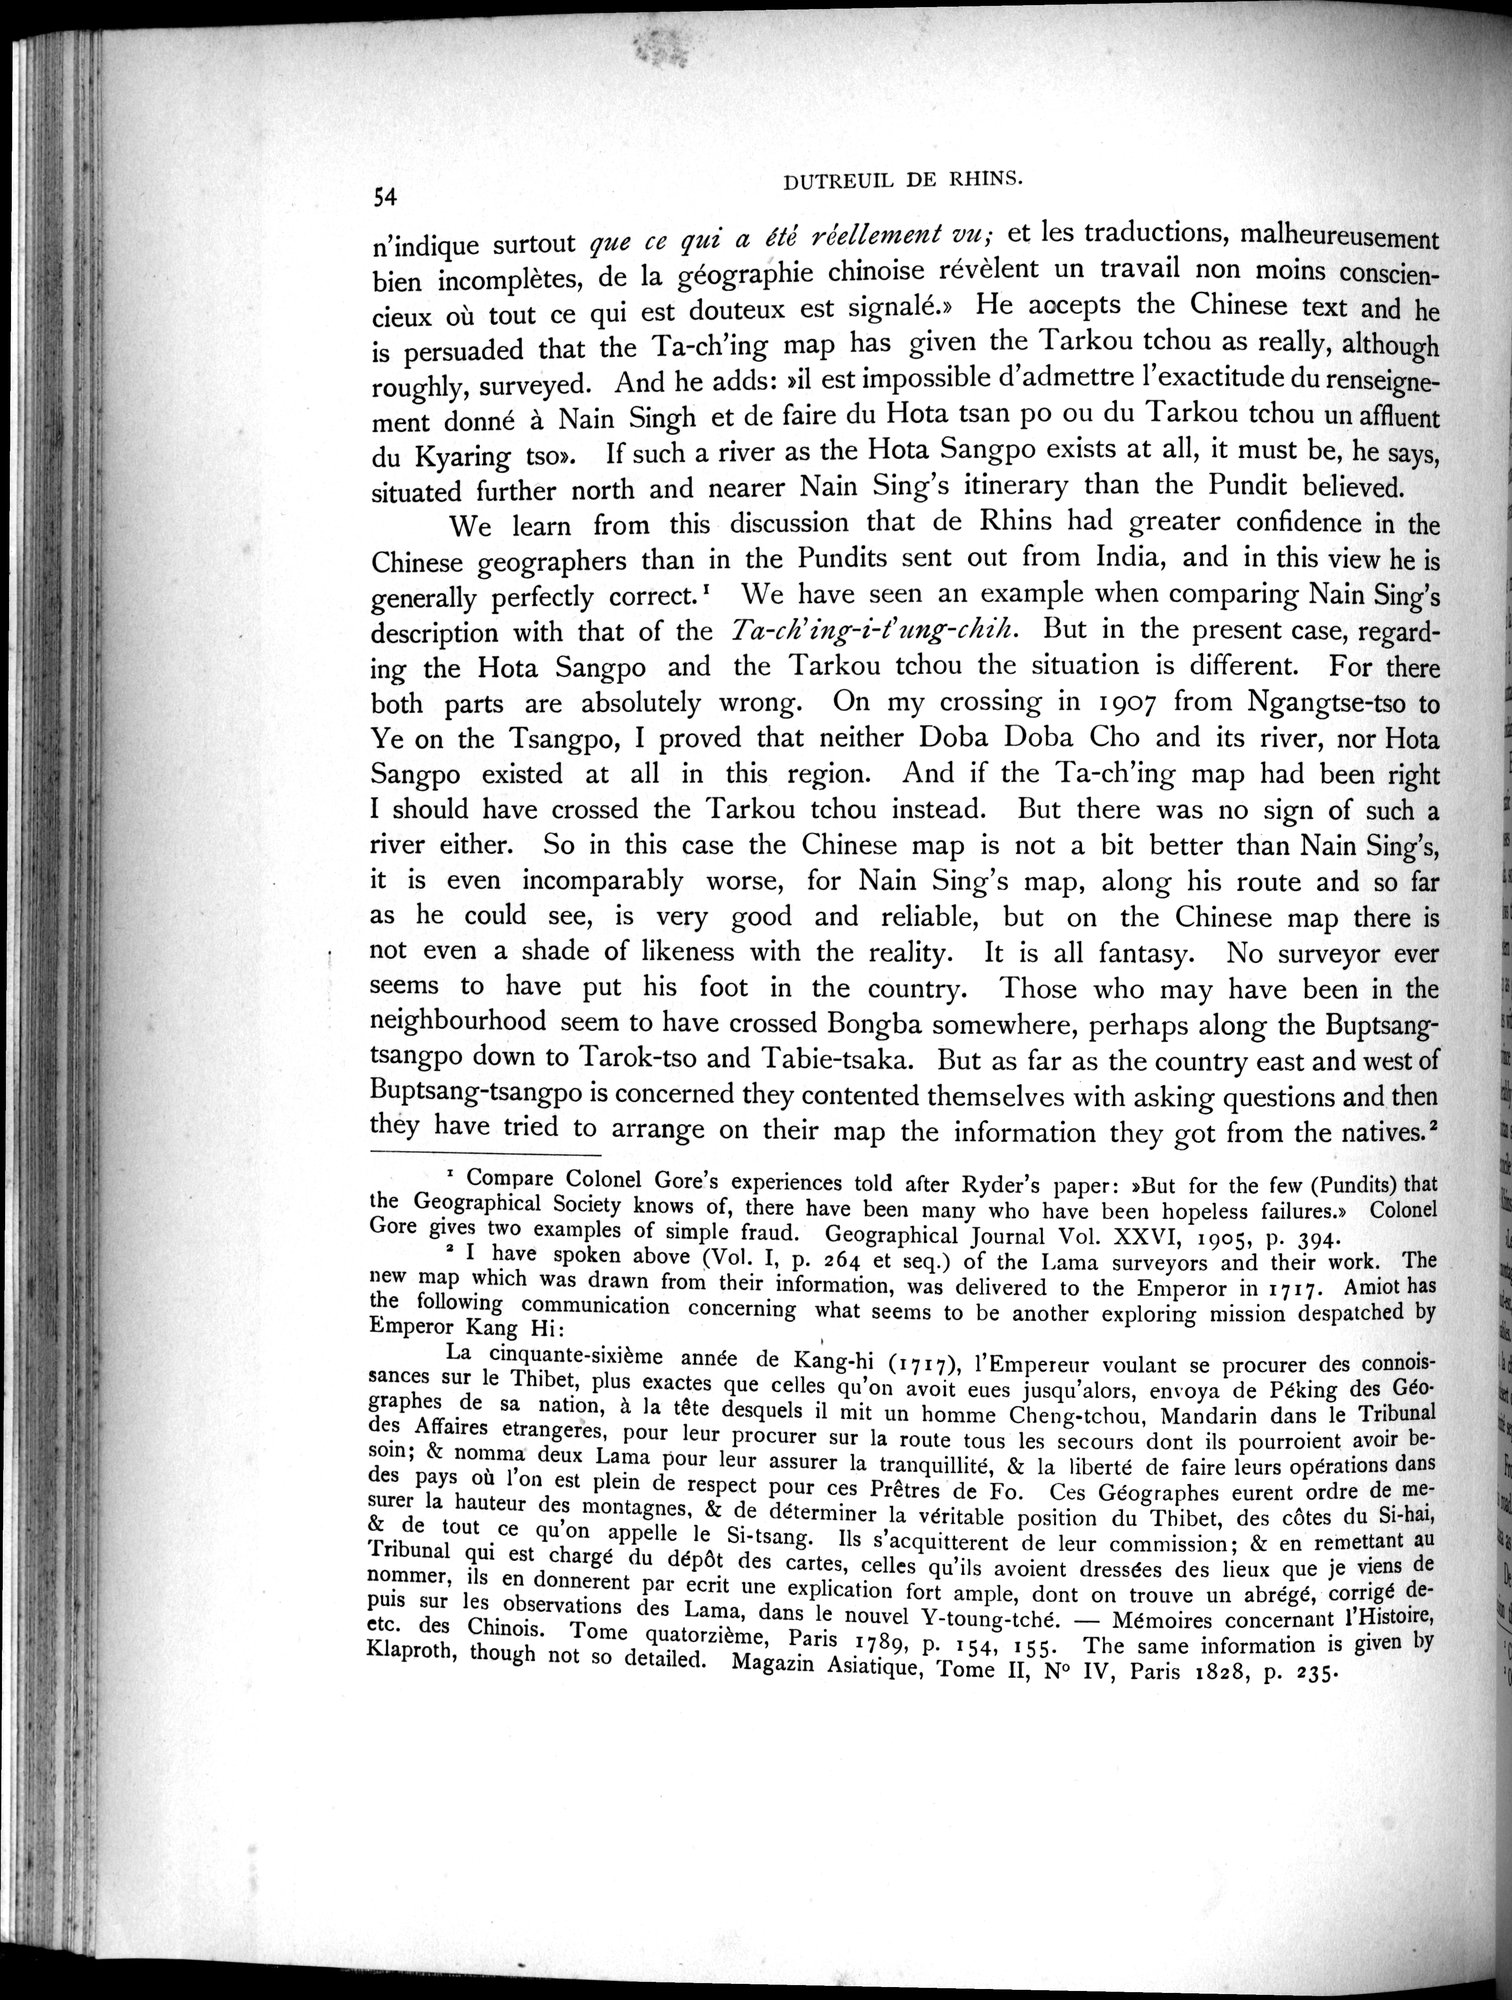 54
DUTREUIL DE RHINS.
n'indique surtout que ce qui a été réellement vu; et les traductions, malheureusement
bien incomplètes, de la géographie chinoise révèlent un travail non moins conscien-
cieux où tout ce qui est douteux est signalé.» He accepts the Chinese text and he
is persuaded that the Ta-ch'ing map has given the Tarkou tchou as really, although
roughly, surveyed. And he adds: »il est impossible d'admettre l'exactitude du renseigne-
ment donné à Nain Singh et de faire du Hota tsan po ou du Tarkou tchou un affluent
du Kyaring tso». If such a river as the Hota Sangpo exists at all, it must be, he says,
situated further north and nearer Nain Sing's itinerary than the Pundit believed.
We learn from this discussion that de Rhins had greater confidence in the
Chinese geographers than in the Pundits sent out from India, and in this view he is
generally perfectly correct.¹ We have seen an example when comparing Nain Sing's
description with that of the Ta-ch'ing-i-t'ung-chih. But in the present case, regard-
ing the Hota Sangpo and the Tarkou tchou the situation is different. For there
both parts are absolutely wrong. On my crossing in 1907 from Ngangtse-tso to
Ye on the Tsangpo, I proved that neither Doba Doba Cho and its river, nor Hota
Sangpo existed at all in this region. And if the Ta-ch'ing map had been right
I should have crossed the Tarkou tchou instead. But there was no sign of such a
river either. So in this case the Chinese map is not a bit better than Nain Sing's,
it is even incomparably worse, for Nain Sing's map, along his route and so far
as he could see, is very good and reliable, but on the Chinese map there is
not even a shade of likeness with the reality. It is all fantasy. No surveyor ever
seems to have put his foot in the country. Those who may have been in the
neighbourhood seem to have crossed Bongba somewhere, perhaps along the Buptsang-
tsangpo down to Tarok-tso and Tabie-tsaka. But as far as the country east and west of
Buptsang-tsangpo is concerned they contented themselves with asking questions and then
they have tried to arrange on their map the information they got from the natives.²
¹ Compare Colonel Gore's experiences told after Ryder's paper: »But for the few (Pundits) that
the Geographical Society knows of, there have been many who have been hopeless failures.» Colonel
Gore gives two examples of simple fraud. Geographical Journal Vol. XXVI, 1905, p. 394.
² I have spoken above (Vol. I, p. 264 et seq.) of the Lama surveyors and their work. The
new map which was drawn from their information, was delivered to the Emperor in 1717. Amiot has
the following communication concerning what seems to be another exploring mission despatched by
Emperor Kang Hi:
La cinquante-sixième année de Kang-hi (1717), l'Empereur voulant se procurer des connois-
sances sur le Thibet, plus exactes que celles qu'on avoit eues jusqu'alors, envoya de Péking des Géo-
graphes de sa nation, à la tête desquels il mit un homme Cheng-tchou, Mandarin dans le Tribunal
des Affaires etrangeres, pour leur procurer sur la route tous les secours dont ils pourroient avoir be-
soin; & nomma deux Lama pour leur assurer la tranquillité, & la liberté de faire leurs opérations dans
des pays où l'on est plein de respect pour ces Prêtres de Fo. Ces Géographes eurent ordre de me-
surer la hauteur des montagnes, & de déterminer la véritable position du Thibet, des côtes du Si-hai,
& de tout ce qu'on appelle le Si-tsang. Ils s'acquitterent de leur commission; & en remettant au
Tribunal qui est chargé du dépôt des cartes, celles qu'ils avoient dressées des lieux que je viens de
nommer, ils en donnerent par ecrit une explication fort ample, dont on trouve un abrégé, corrigé de-
puis sur les observations des Lama, dans le nouvel Y-toung-tché. — Mémoires concernant l'Histoire,
etc. des Chinois. Tome quatorzième, Paris 1789, p. 154, 155. The same information is given by
Klaproth, though not so detailed. Magazin Asiatique, Tome II, Nº IV, Paris 1828, p. 235.